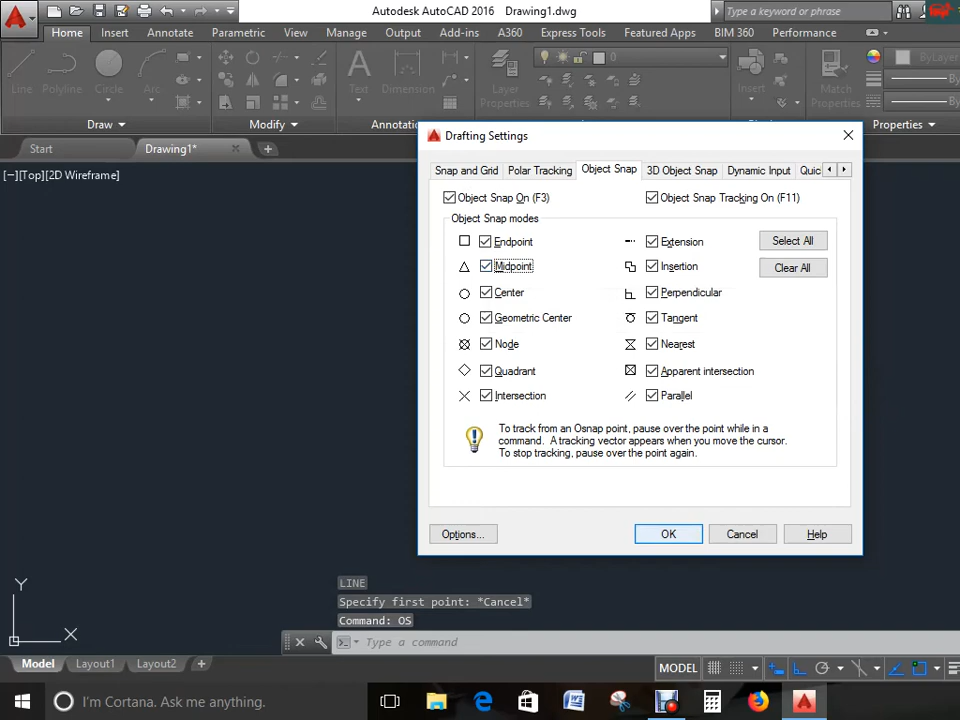 Autodesk AutoCAD 2016 Drawing1.dwg
Type a keyword or phrase
Home Insert Annotate Parametric View Manage Output Add-ins A360 Express Tools Featured Apps BIM 360 Performance
0
ByLayer
Line Polyline Circle Arc Text Dimension Layer Properties Insert Match Properties
ByLa
ByLa
Draw Modify Annotatio Properties
Start Drawing1*
[−][Top][2D Wireframe]
Drafting Settings
Snap and Grid Polar Tracking Object Snap 3D Object Snap Dynamic Input Quic
Object Snap On (F3) Object Snap Tracking On (F11)
Object Snap modes
Endpoint Extension Select All
Midpoint Insertion Clear All
Center Perpendicular
Geometric Center Tangent
Node Nearest
Quadrant Apparent intersection
Intersection Parallel
To track from an Osnap point, pause over the point while in a
command. A tracking vector appears when you move the cursor.
To stop tracking, pause over the point again.
Options... OK Cancel Help
Y
X
LINE
Specify first point: *Cancel*
Command: OS
Type a command
Model Layout1 Layout2
MODEL
I'm Cortana. Ask me anything.